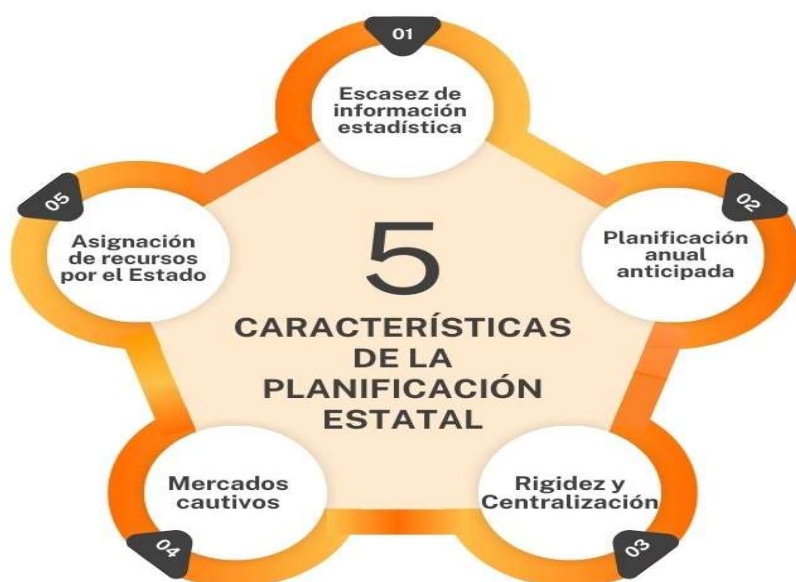 01
Escasez de
información
estadística
02
Planificación
anual
anticipada
03
Rigidez y
Centralización
04
Mercados
cautivos
05
Asignación
de recursos
por el Estado
5
CARACTERÍSTICAS
DE LA
PLANIFICACIÓN
ESTATAL